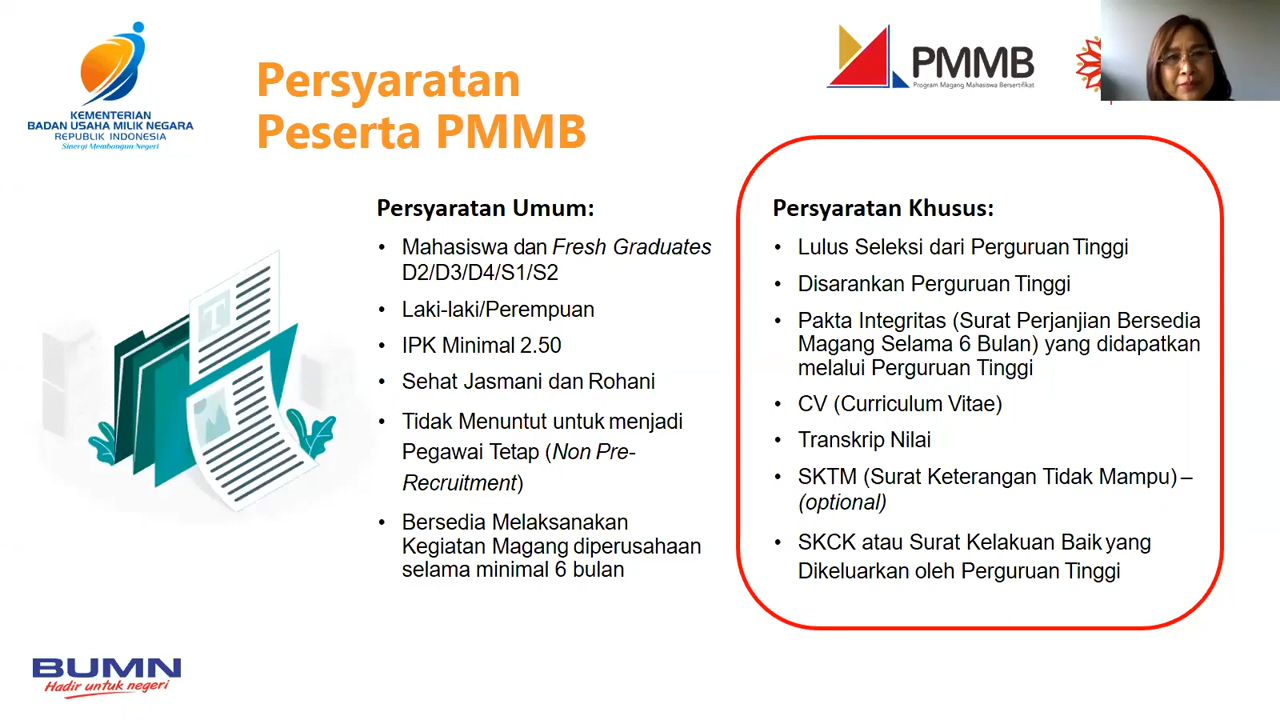 KEMENTERIAN
BADAN USAHA MILIK NEGARA
REPUBLIK INDONESIA
Sinergi Membangun Negeri
Persyaratan
Peserta PMMB
PMMB
Program Magang Mahasiswa Bersertifikat
Persyaratan Umum:
• Mahasiswa dan Fresh Graduates
D2/D3/D4/S1/S2
• Laki-laki/Perempuan
• IPK Minimal 2.50
• Sehat Jasmani dan Rohani
• Tidak Menuntut untuk menjadi
Pegawai Tetap (Non Pre-
Recruitment)
• Bersedia Melaksanakan
Kegiatan Magang diperusahaan
selama minimal 6 bulan
Persyaratan Khusus:
• Lulus Seleksi dari Perguruan Tinggi
• Disarankan Perguruan Tinggi
• Pakta Integritas (Surat Perjanjian Bersedia
Magang Selama 6 Bulan) yang didapatkan
melalui Perguruan Tinggi
• CV (Curriculum Vitae)
• Transkrip Nilai
• SKTM (Surat Keterangan Tidak Mampu) –
(optional)
• SKCK atau Surat Kelakuan Baik yang
Dikeluarkan oleh Perguruan Tinggi
T
BUMN
Hadir untuk negeri